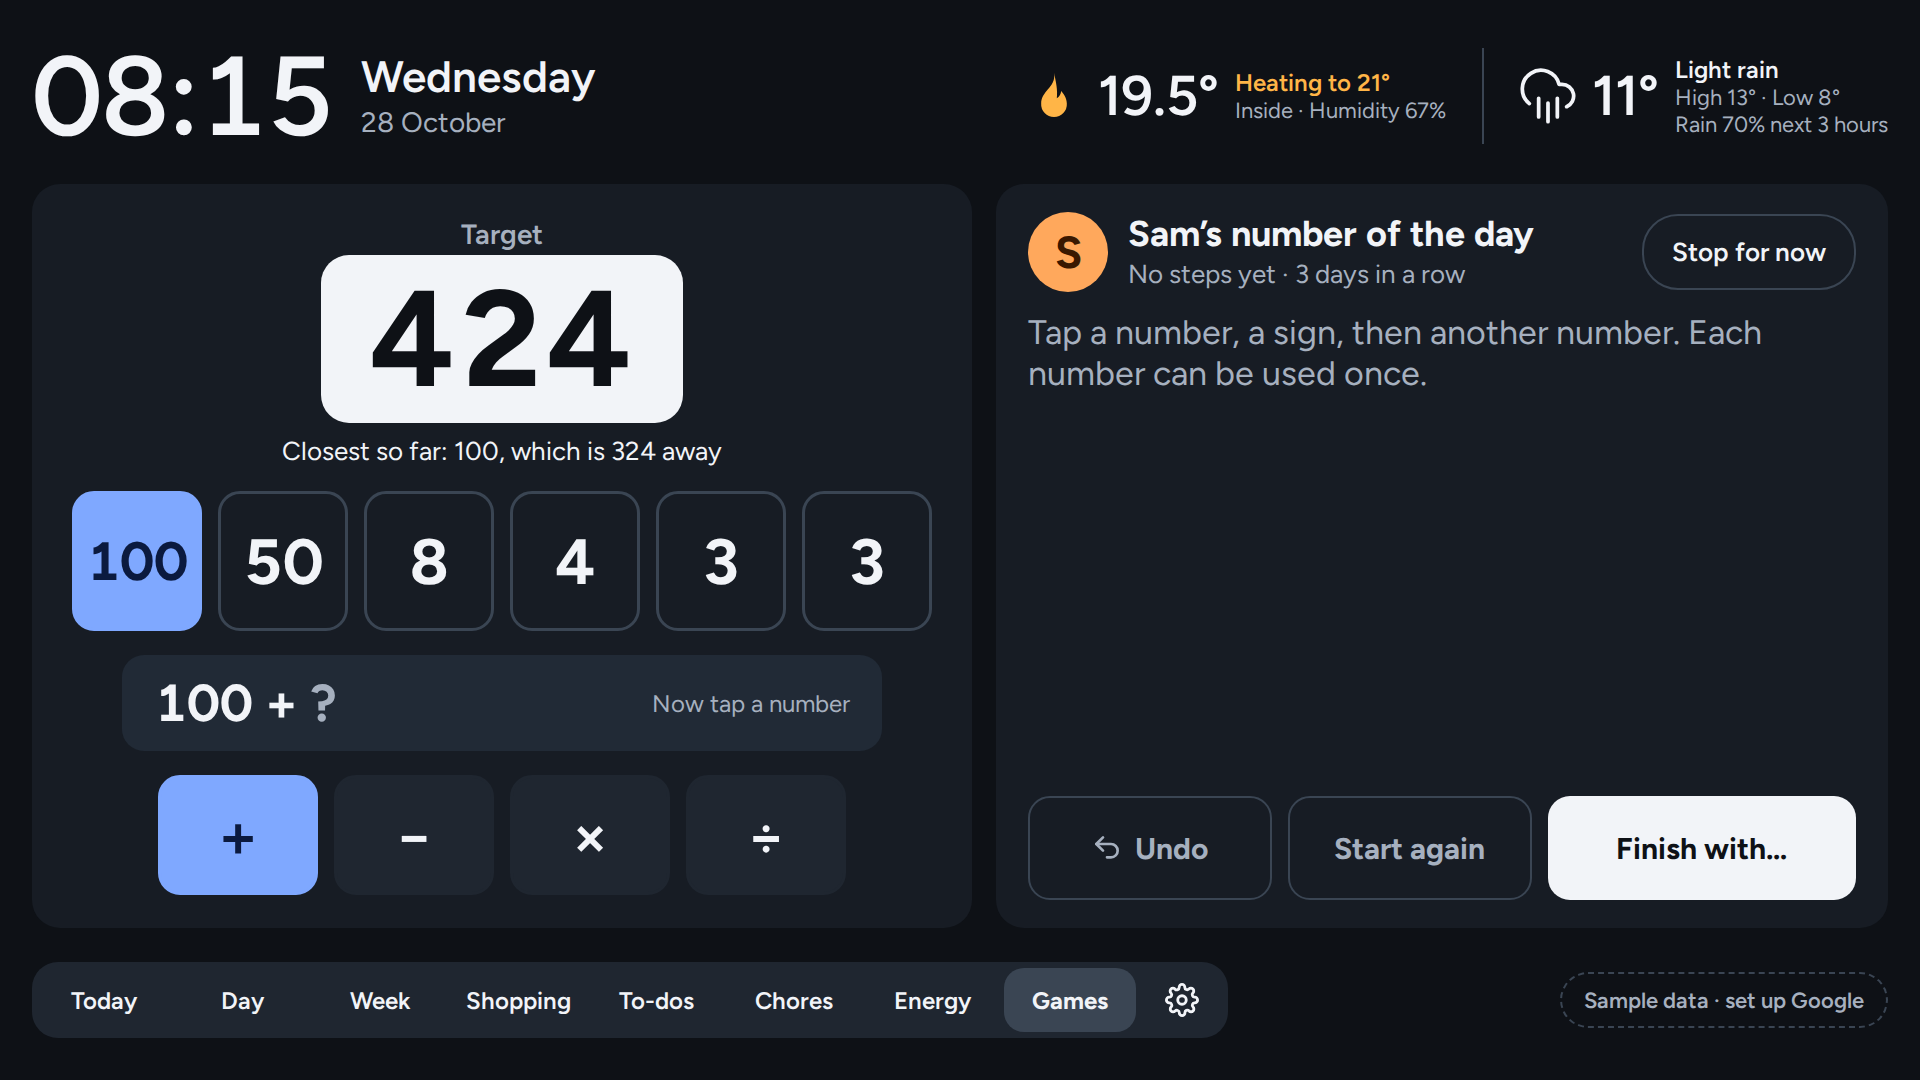 08:15
Wednesday
28 October
19.5°
Heating to 21°
Inside · Humidity 67%
11°
Light rain
High 13° · Low 8°
Rain 70% next 3 hours
Target
424
Closest so far: 100, which is 324 away
100 50 8 4 3 3
100 + ?
Now tap a number
+ − × ÷
S
Sam’s number of the day
No steps yet · 3 days in a row
Stop for now
Tap a number, a sign, then another number. Each
number can be used once.
Undo
Start again
Finish with...
Today Day Week Shopping To-dos Chores Energy Games
Sample data · set up Google